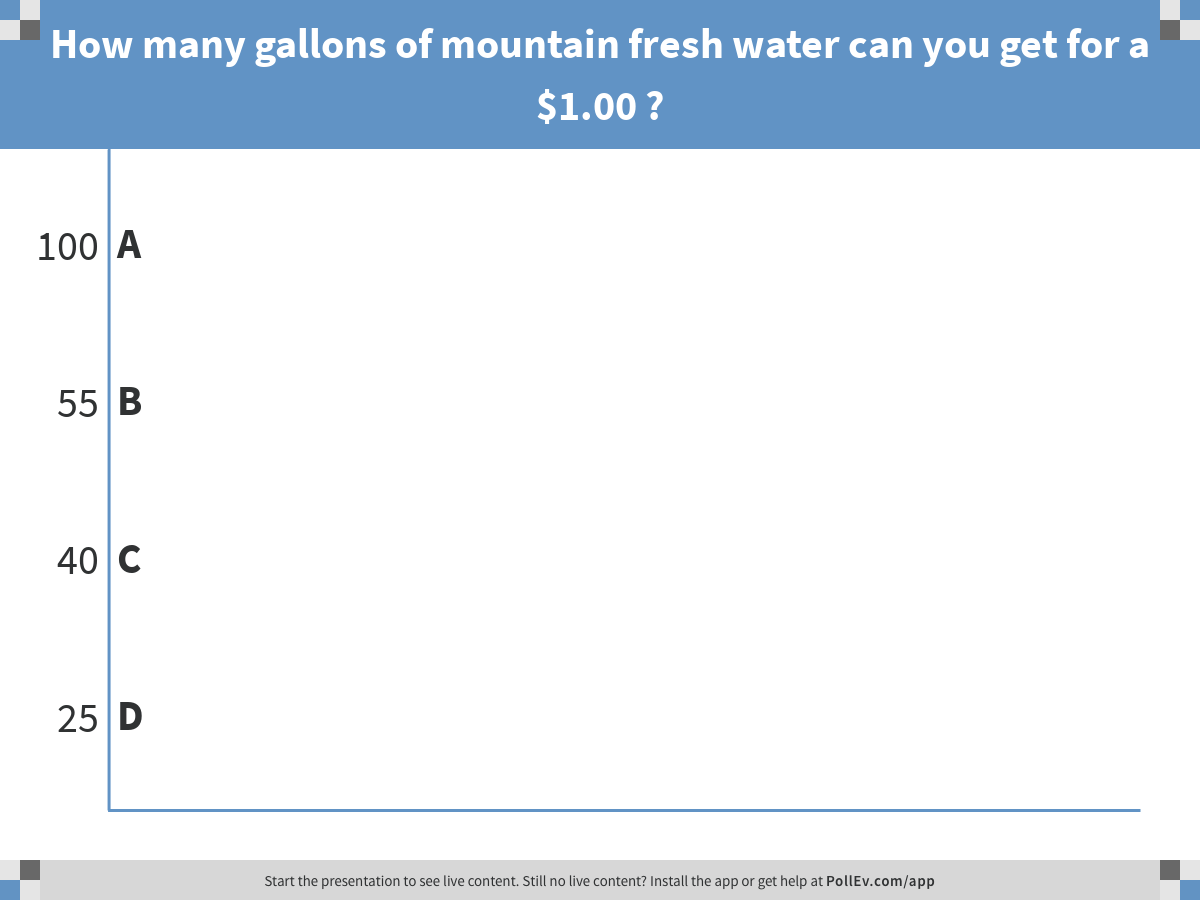 How many gallons of mountain fresh water can you get for a
$1.00 ?
100 A
55 B
40 C
25 D
Start the presentation to see live content. Still no live content? Install the app or get help at PollEv.com/app